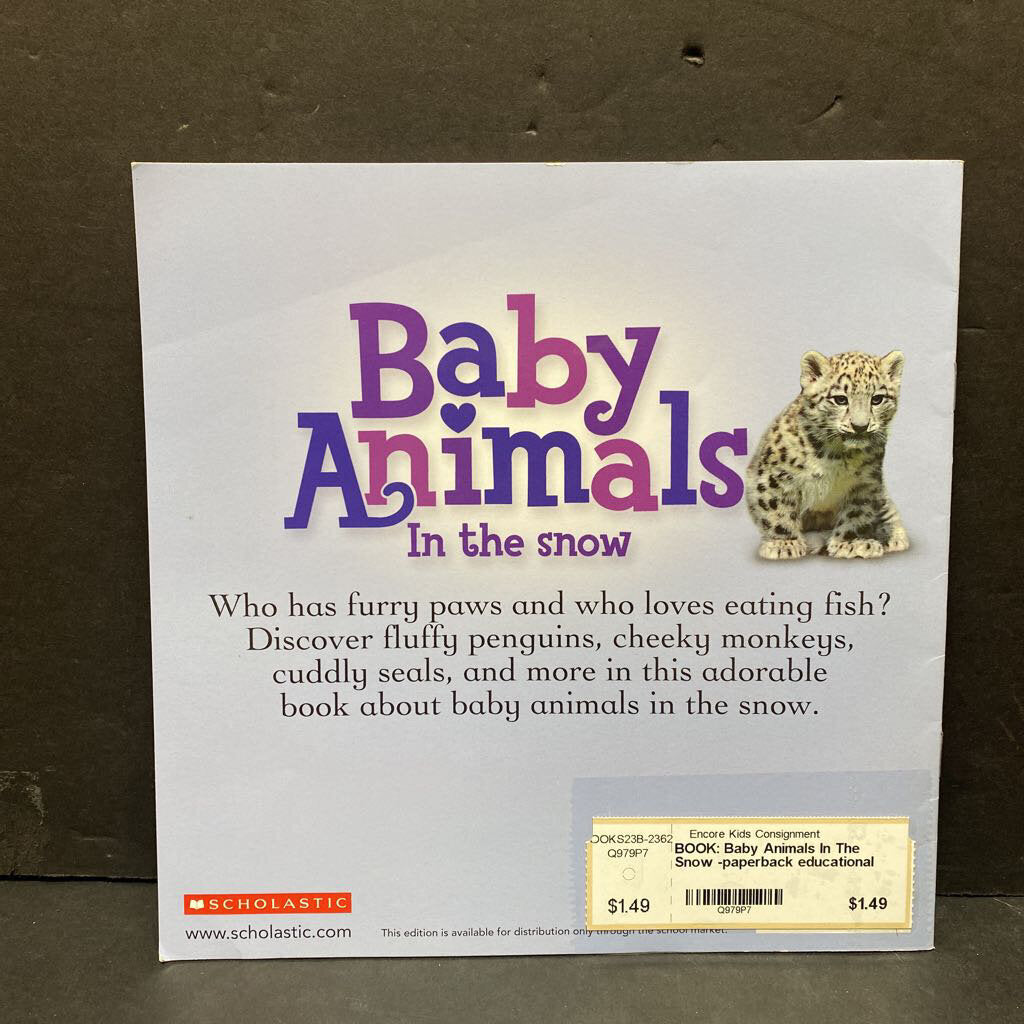 Baby
Animals
In the snow
Who has furry paws and who loves eating fish?
Discover fluffy penguins, cheeky monkeys,
cuddly seals, and more in this adorable
book about baby animals in the snow.
OOKS23B-2362
Q979P7
$1.49
Encore Kids Consignment
BOOK: Baby Animals In The
Snow -paperback educational
Q979P7
$1.49
SCHOLASTIC
www.scholastic.com
This edition is available for distribution only through the school market.